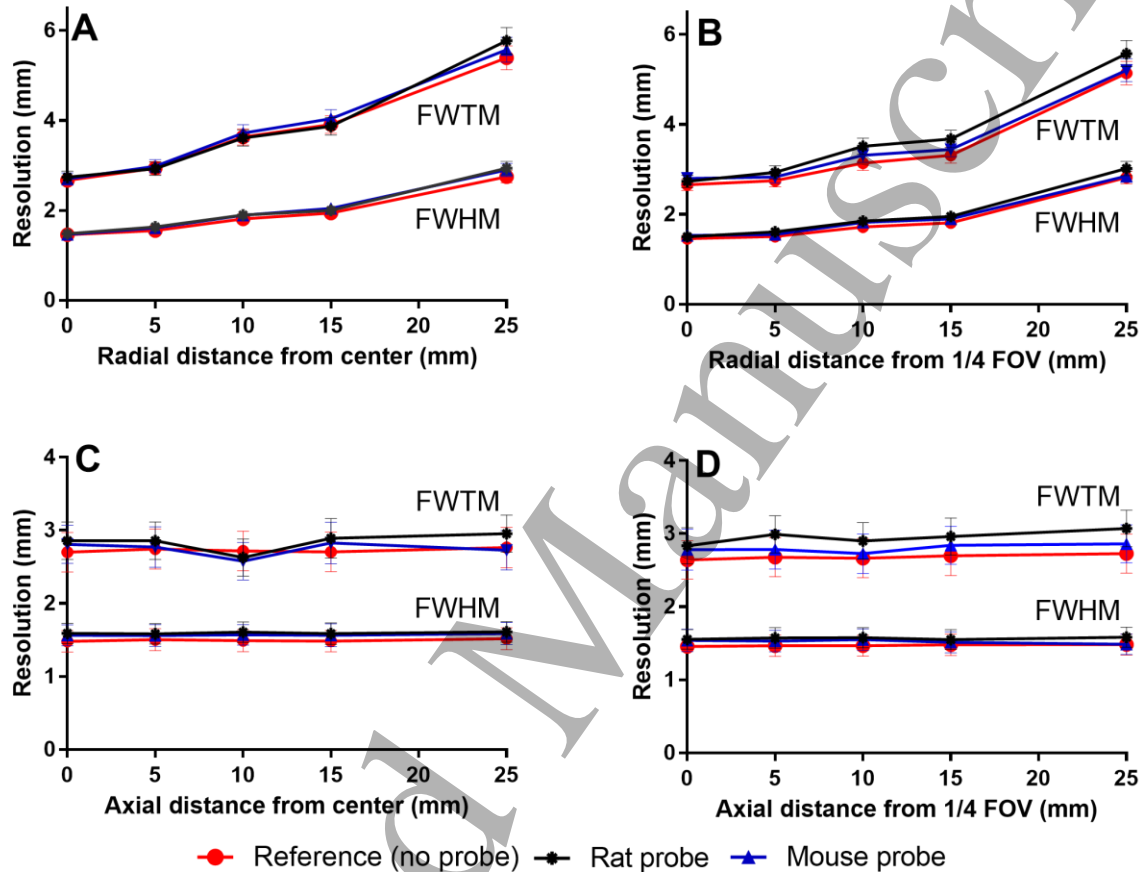 A
B
6
4
2
0
Resolution (mm)
FWTM
FWHM
0 5 10 15 20 25
Radial distance from center (mm)
6
4
2
0
Resolution (mm)
FWTM
FWHM
0 5 10 15 20 25
Radial distance from 1/4 FOV (mm)
C
D
4
3
2
1
0
Resolution (mm)
FWTM
FWHM
0 5 10 15 20 25
Axial distance from center (mm)
4
3
2
1
0
Resolution (mm)
FWTM
FWHM
0 5 10 15 20 25
Axial distance from 1/4 FOV (mm)
Reference (no probe) Rat probe Mouse probe
d Manuscri